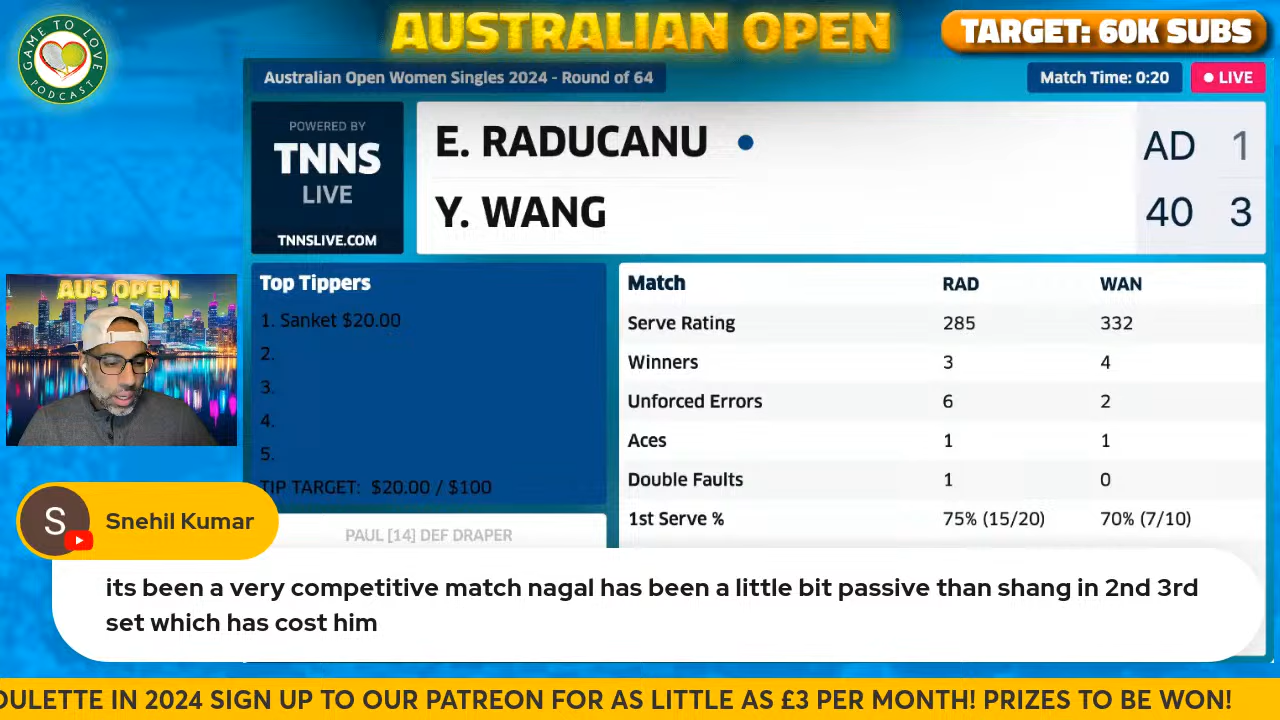 GAME TO LOVE
PODCAST
AUSTRALIAN OPEN
TARGET: 60K SUBS
Australian Open Women Singles 2024 - Round of 64
Match Time: 0:20
LIVE
POWERED BY
TNNS
LIVE
TNNSLIVE.COM
E. RADUCANU AD 1
Y. WANG 40 3
AUS OPEN
Top Tippers
1. Sanket $20.00
2.
3.
4.
5.
TIP TARGET: $20.00 / $100
PAUL [14] DEF DRAPER
Match RAD WAN
Serve Rating 285 332
Winners 3 4
Unforced Errors 6 2
Aces 1 1
Double Faults 1 0
1st Serve % 75% (15/20) 70% (7/10)
S
Snehil Kumar
its been a very competitive match nagal has been a little bit passive than shang in 2nd 3rd
set which has cost him
OULETTE IN 2024 SIGN UP TO OUR PATREON FOR AS LITTLE AS £3 PER MONTH! PRIZES TO BE WON!